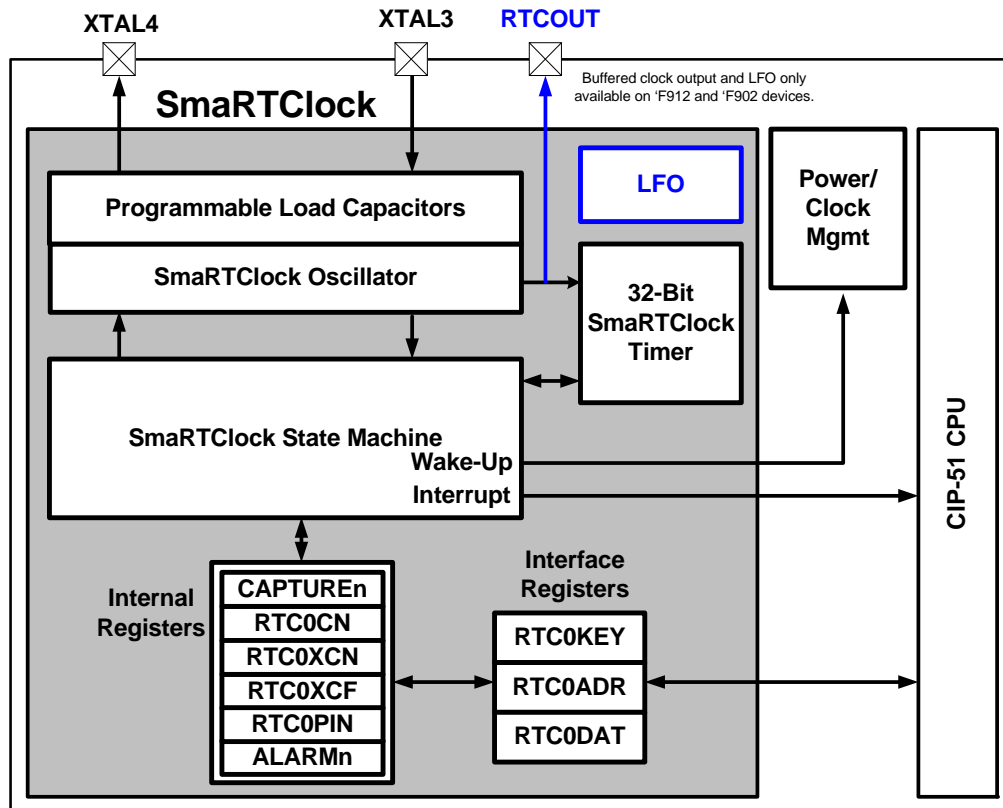 XTAL4
XTAL3
RTCOUT
Buffered clock output and LFO only
available on ‘F912 and ‘F902 devices.
SmaRTClock
Programmable Load Capacitors
SmaRTClock Oscillator
LFO
Power/
Clock
Mgmt
32-Bit
SmaRTClock
Timer
SmaRTClock State Machine
Wake-Up
Interrupt
CIP-51 CPU
Internal
Registers
CAPTUREn
RTC0CN
RTC0XCN
RTC0XCF
RTC0PIN
ALARMn
Interface
Registers
RTC0KEY
RTC0ADR
RTC0DAT